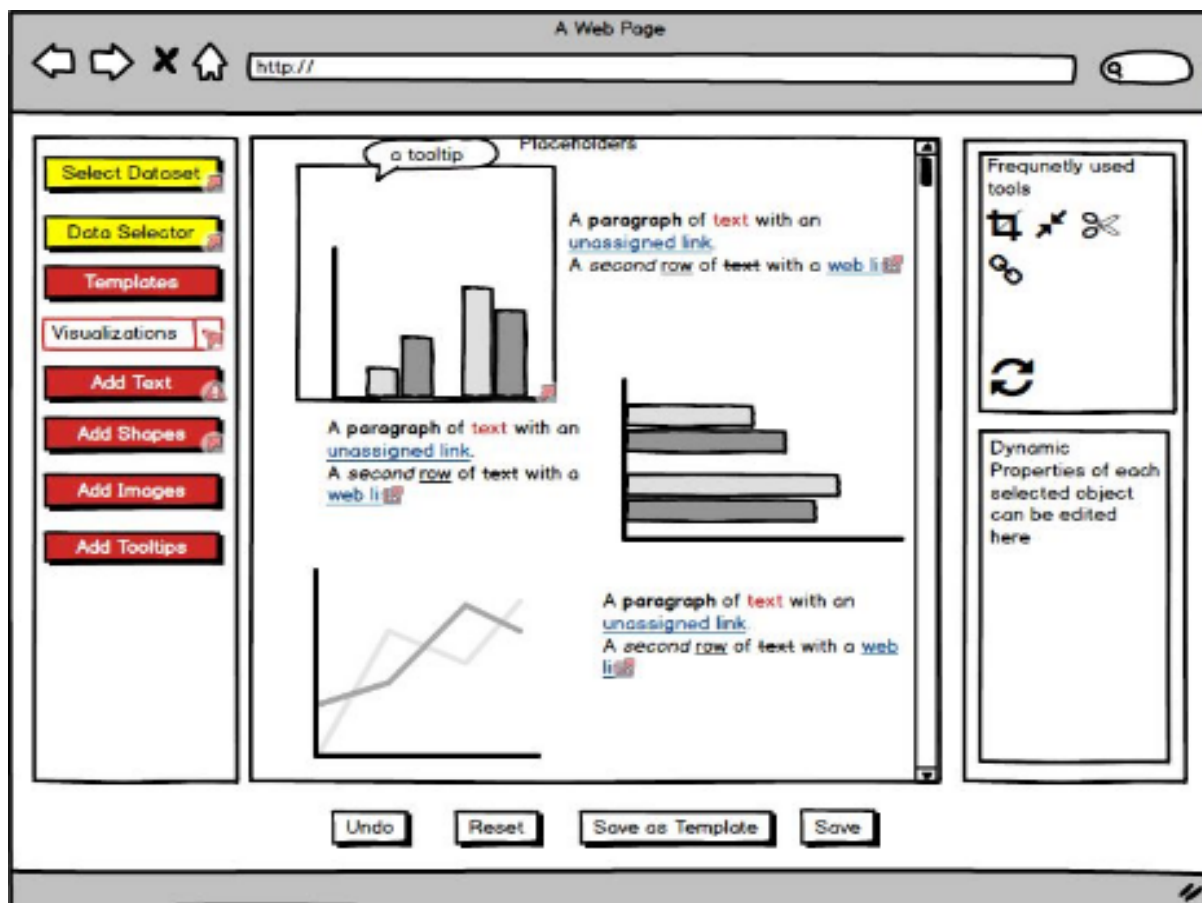 A Web Page
http://
Select Dataset
Data Selector
Templates
Visualizations
Add Text
Add Shapes
Add Images
Add Tooltips
Placeholders
a tooltip
A paragraph of text with an
unassigned link.
A second row of text with a web li
A paragraph of text with an
unassigned link.
A second row of text with a
web li
A paragraph of text with an
unassigned link.
A second row of text with a web
li
Frequnetly used
tools
Dynamic
Properties of each
selected object
can be edited
here
Undo
Reset
Save as Template
Save